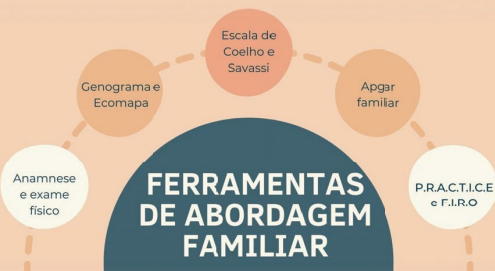 Escala de
Coelho e
Savassi
Genograma e
Ecomapa
Apgar
familiar
Anamnese
e exame
físico
P.R.A.C.T.I.C.E
e F.I.R.O
FERRAMENTAS
DE ABORDAGEM
FAMILIAR